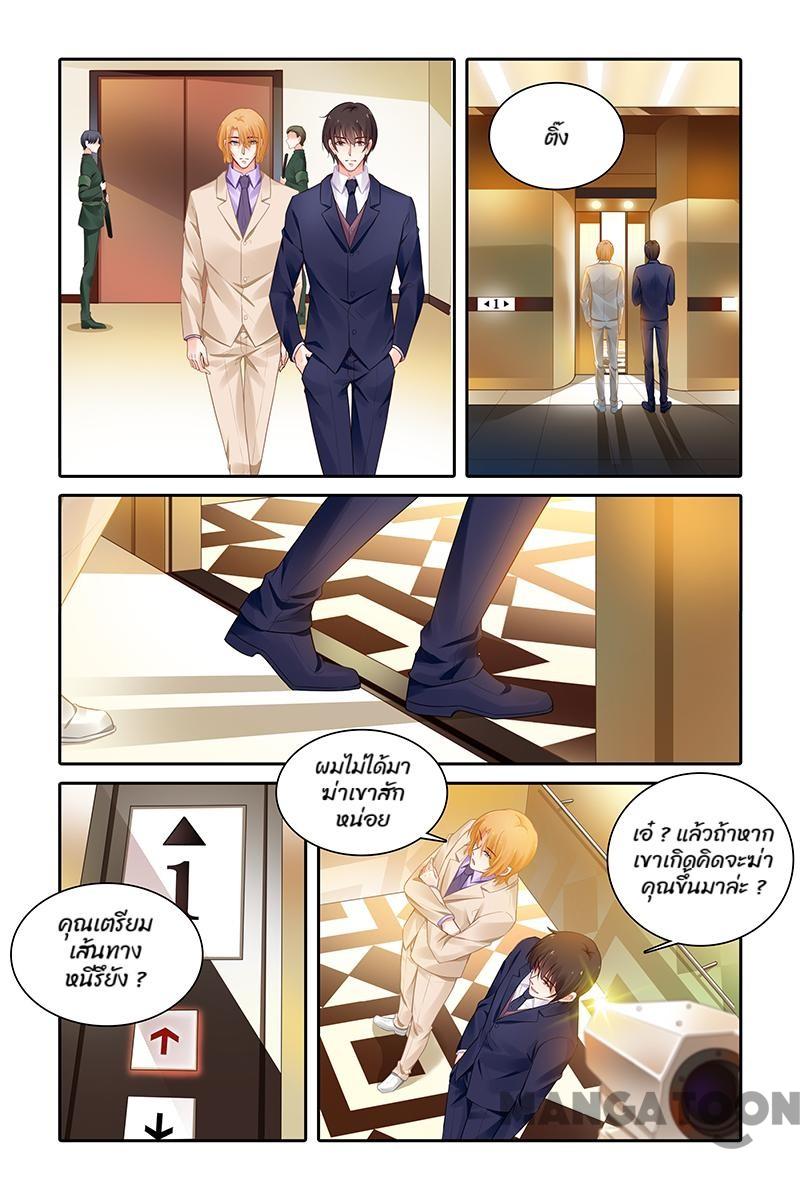 ติ๊ง
1
ผมไม่ได้มา
ฆ่าเขาสัก
หน่อย
เอ๋ ? แล้วถ้าหาก
เขาเกิดคิดจะฆ่า
คุณขึ้นมาล่ะ ?
1
คุณเตรียม
เส้นทาง
หนีรึยัง ?
MANGATOON